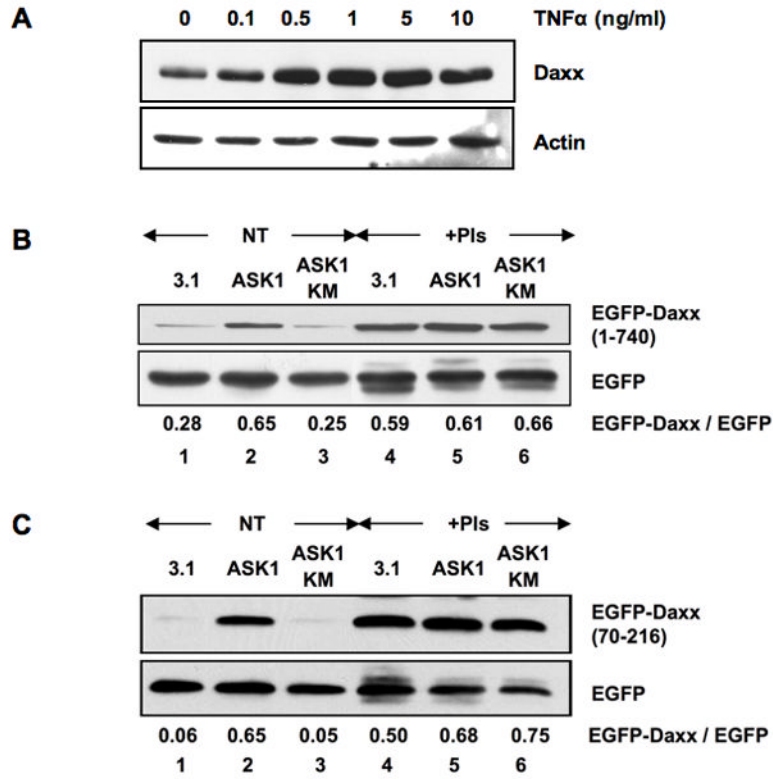 A
0 0.1 0.5 1 5 10 TNFα (ng/ml)
Daxx
Actin
B
NT +PIs
3.1 ASK1 ASK1 KM 3.1 ASK1 ASK1 KM
EGFP-Daxx
(1-740)
EGFP
0.28 0.65 0.25 0.59 0.61 0.66 EGFP-Daxx / EGFP
1 2 3 4 5 6
C
NT +PIs
3.1 ASK1 ASK1 KM 3.1 ASK1 ASK1 KM
EGFP-Daxx
(70-216)
EGFP
0.06 0.65 0.05 0.50 0.68 0.75 EGFP-Daxx / EGFP
1 2 3 4 5 6